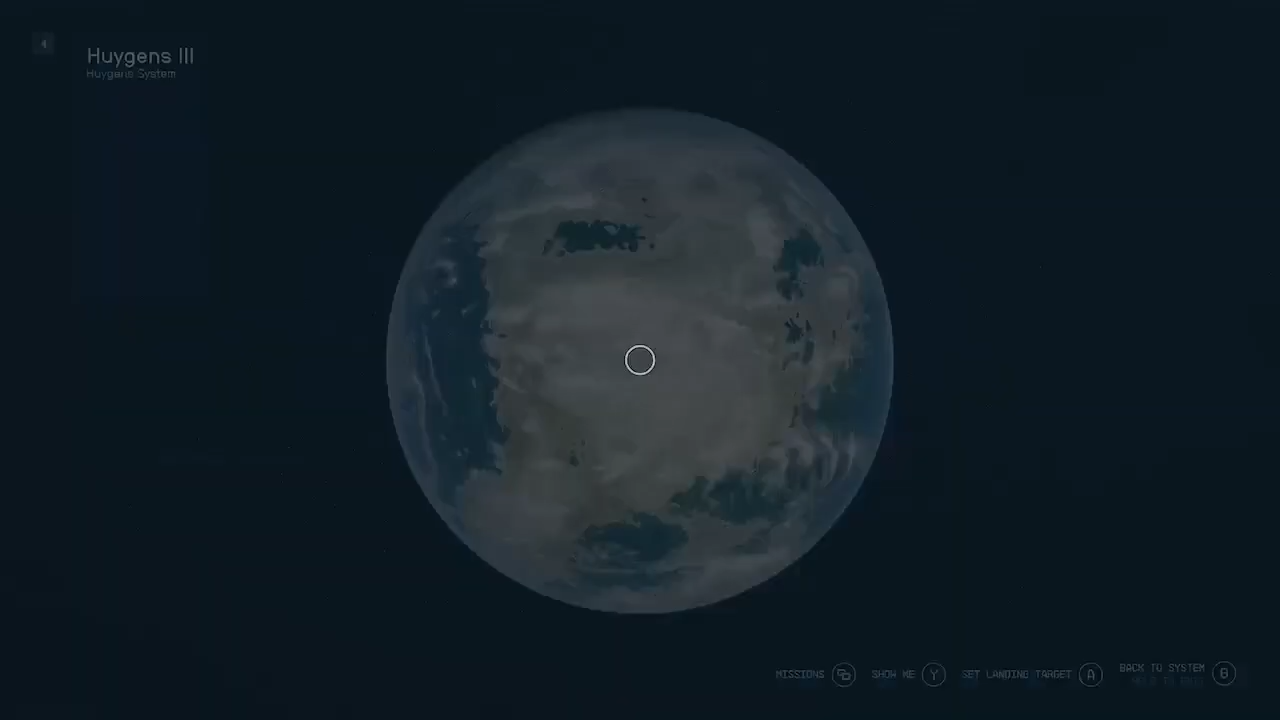 Huygens III
Huygens System
MISSIONS
SHOW ME Y
SET LANDING TARGET A
BACK TO SYSTEM B